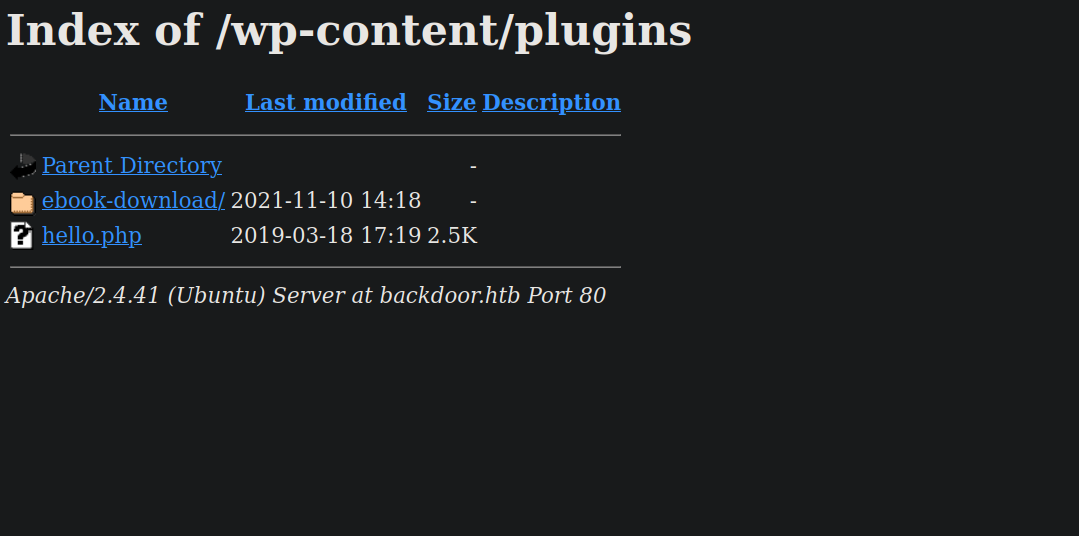 Index of /wp-content/plugins
Name Last modified Size Description
Parent Directory -
ebook-download/ 2021-11-10 14:18 -
hello.php 2019-03-18 17:19 2.5K
Apache/2.4.41 (Ubuntu) Server at backdoor.htb Port 80